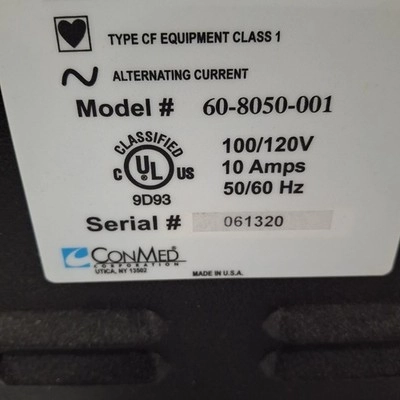 TYPE CF EQUIPMENT CLASS 1
ALTERNATING CURRENT
Model # 60-8050-001
CLASSIFIED
C UL US
9D93
100/120V
10 Amps
50/60 Hz
Serial # 061320
CONMED
CORPORATION
UTICA, NY 13502
MADE IN U.S.A.